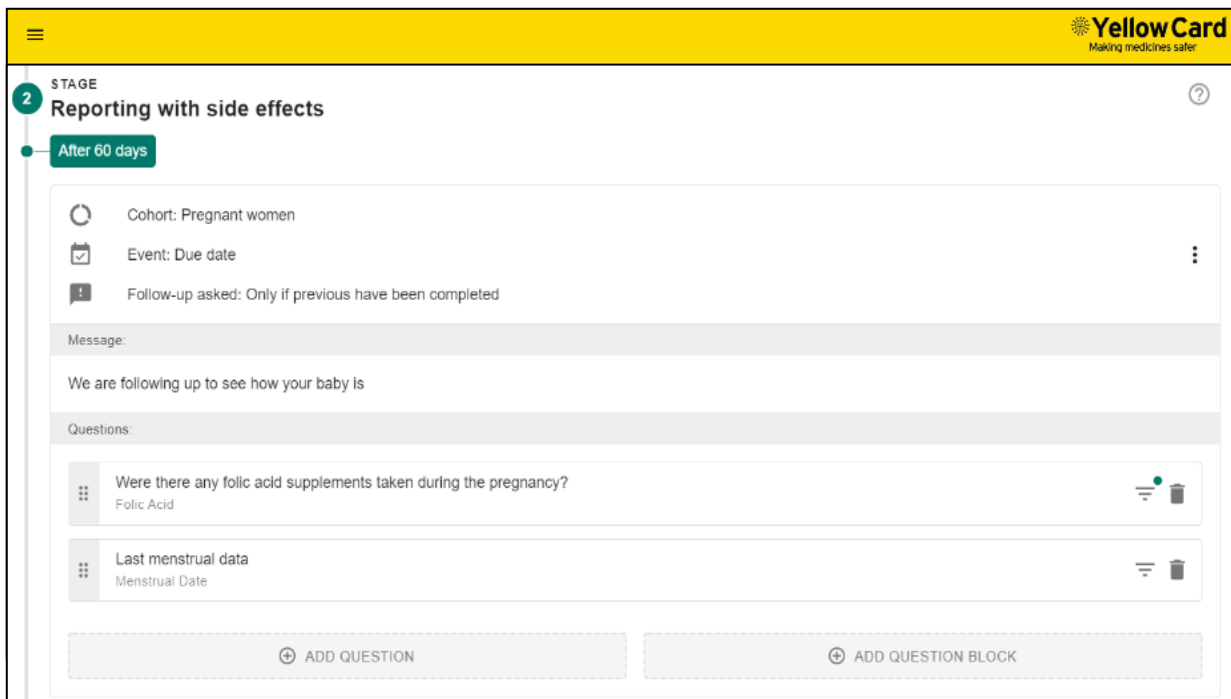 Yellow Card
Making medicines safer
2
STAGE
Reporting with side effects
After 60 days
Cohort: Pregnant women
Event: Due date
Follow-up asked: Only if previous have been completed
Message:
We are following up to see how your baby is
Questions:
Were there any folic acid supplements taken during the pregnancy?
Folic Acid
Last menstrual data
Menstrual Date
ADD QUESTION
ADD QUESTION BLOCK